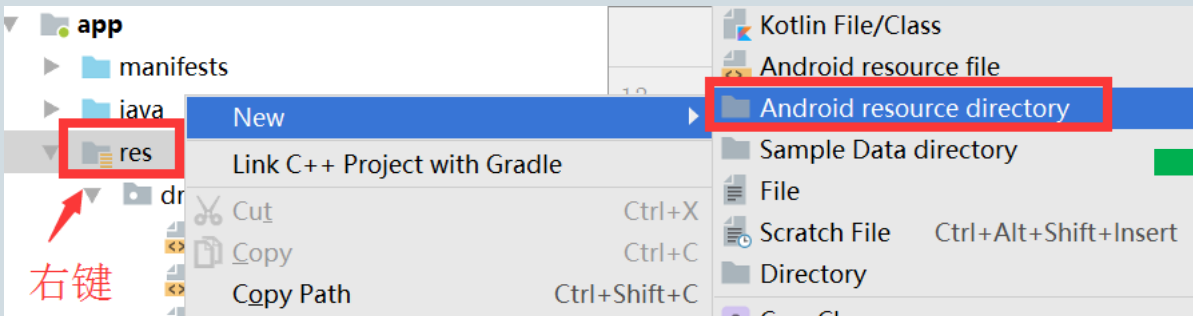 app
manifests
java
res
dr
右键
12
New
Link C++ Project with Gradle
Cut Ctrl+X
Copy Ctrl+C
Copy Path Ctrl+Shift+C
Kotlin File/Class
Android resource file
Android resource directory
Sample Data directory
File
Scratch File Ctrl+Alt+Shift+Insert
Directory